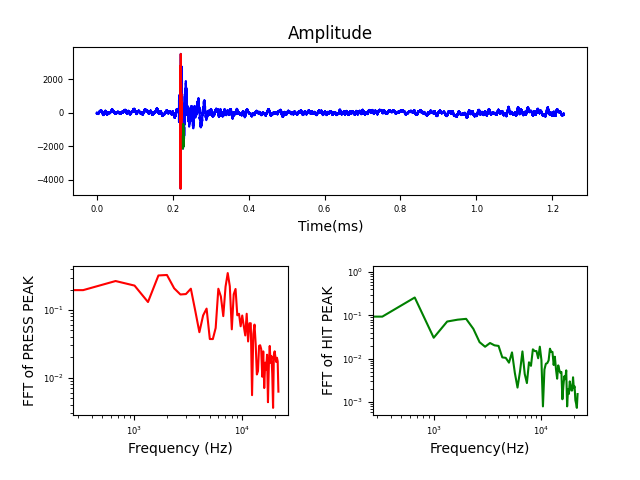 Amplitude
2000
0
−2000
−4000
0.0 0.2 0.4 0.6 0.8 1.0 1.2
Time(ms)
FFT of PRESS PEAK
10⁻¹
10⁻²
10³ 10⁴
Frequency (Hz)
FFT of HIT PEAK
10⁰
10⁻¹
10⁻²
10⁻³
10³ 10⁴
Frequency(Hz)